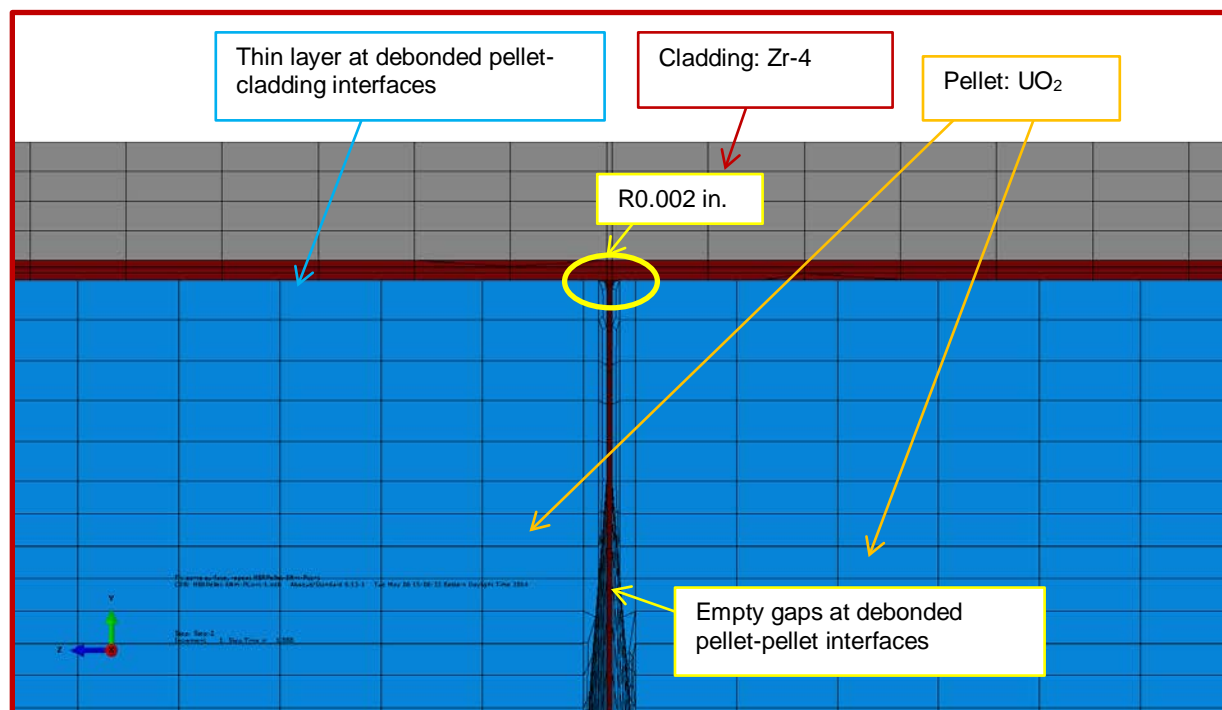 Thin layer at debonded pellet-
cladding interfaces
Cladding: Zr-4
Pellet: UO₂
R0.002 in.
Empty gaps at debonded
pellet-pellet interfaces
Y
Z